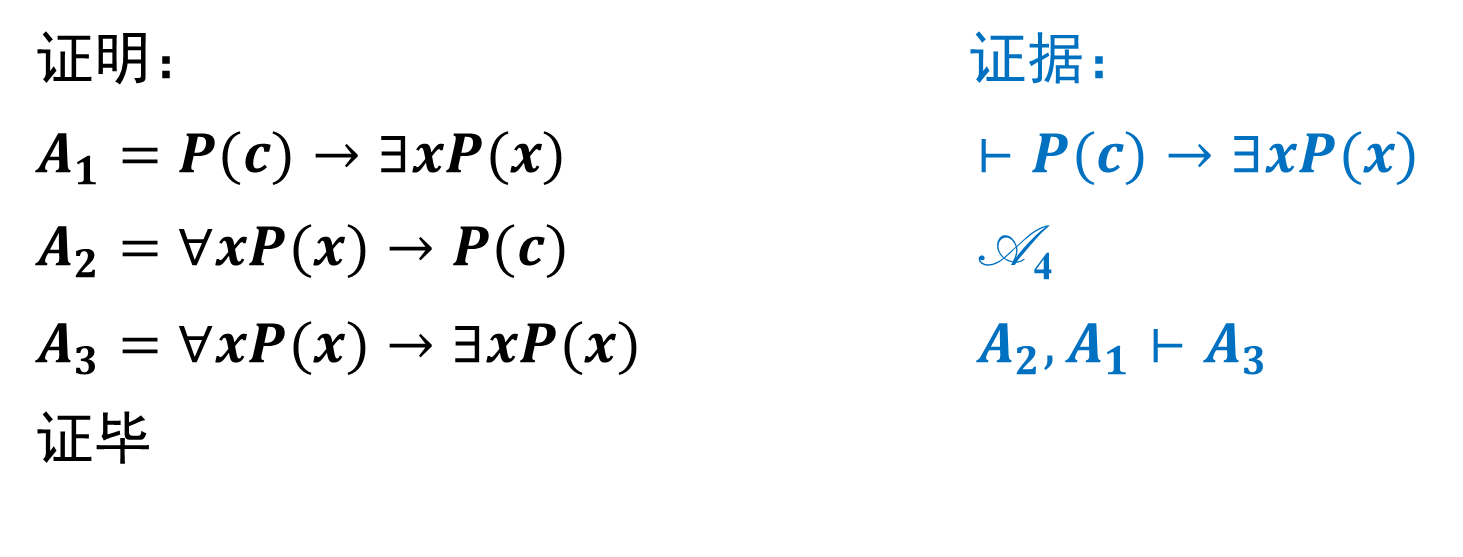 证明： 证据：
A₁ = P(c) → ∃xP(x) ⊢ P(c) → ∃xP(x)
A₂ = ∀xP(x) → P(c) 𝒜₄
A₃ = ∀xP(x) → ∃xP(x) A₂, A₁ ⊢ A₃
证毕